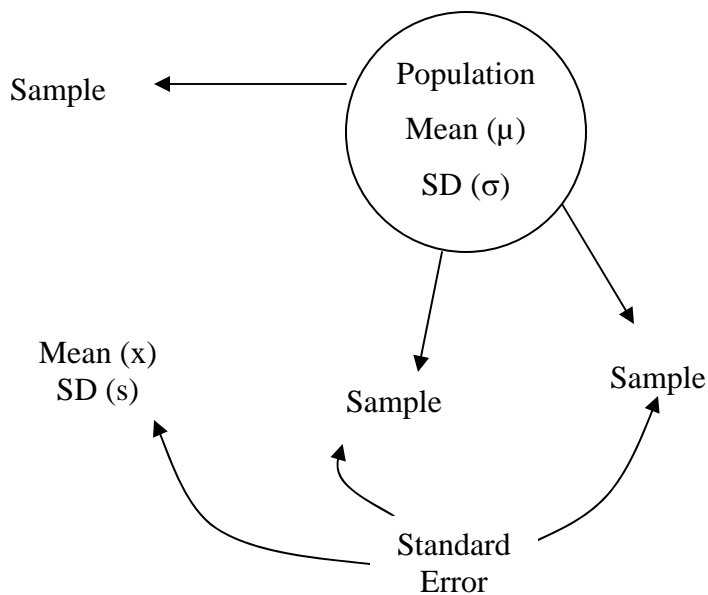 Population
Mean (μ)
SD (σ)
Sample
Mean (x)
SD (s)
Sample
Sample
Standard
Error